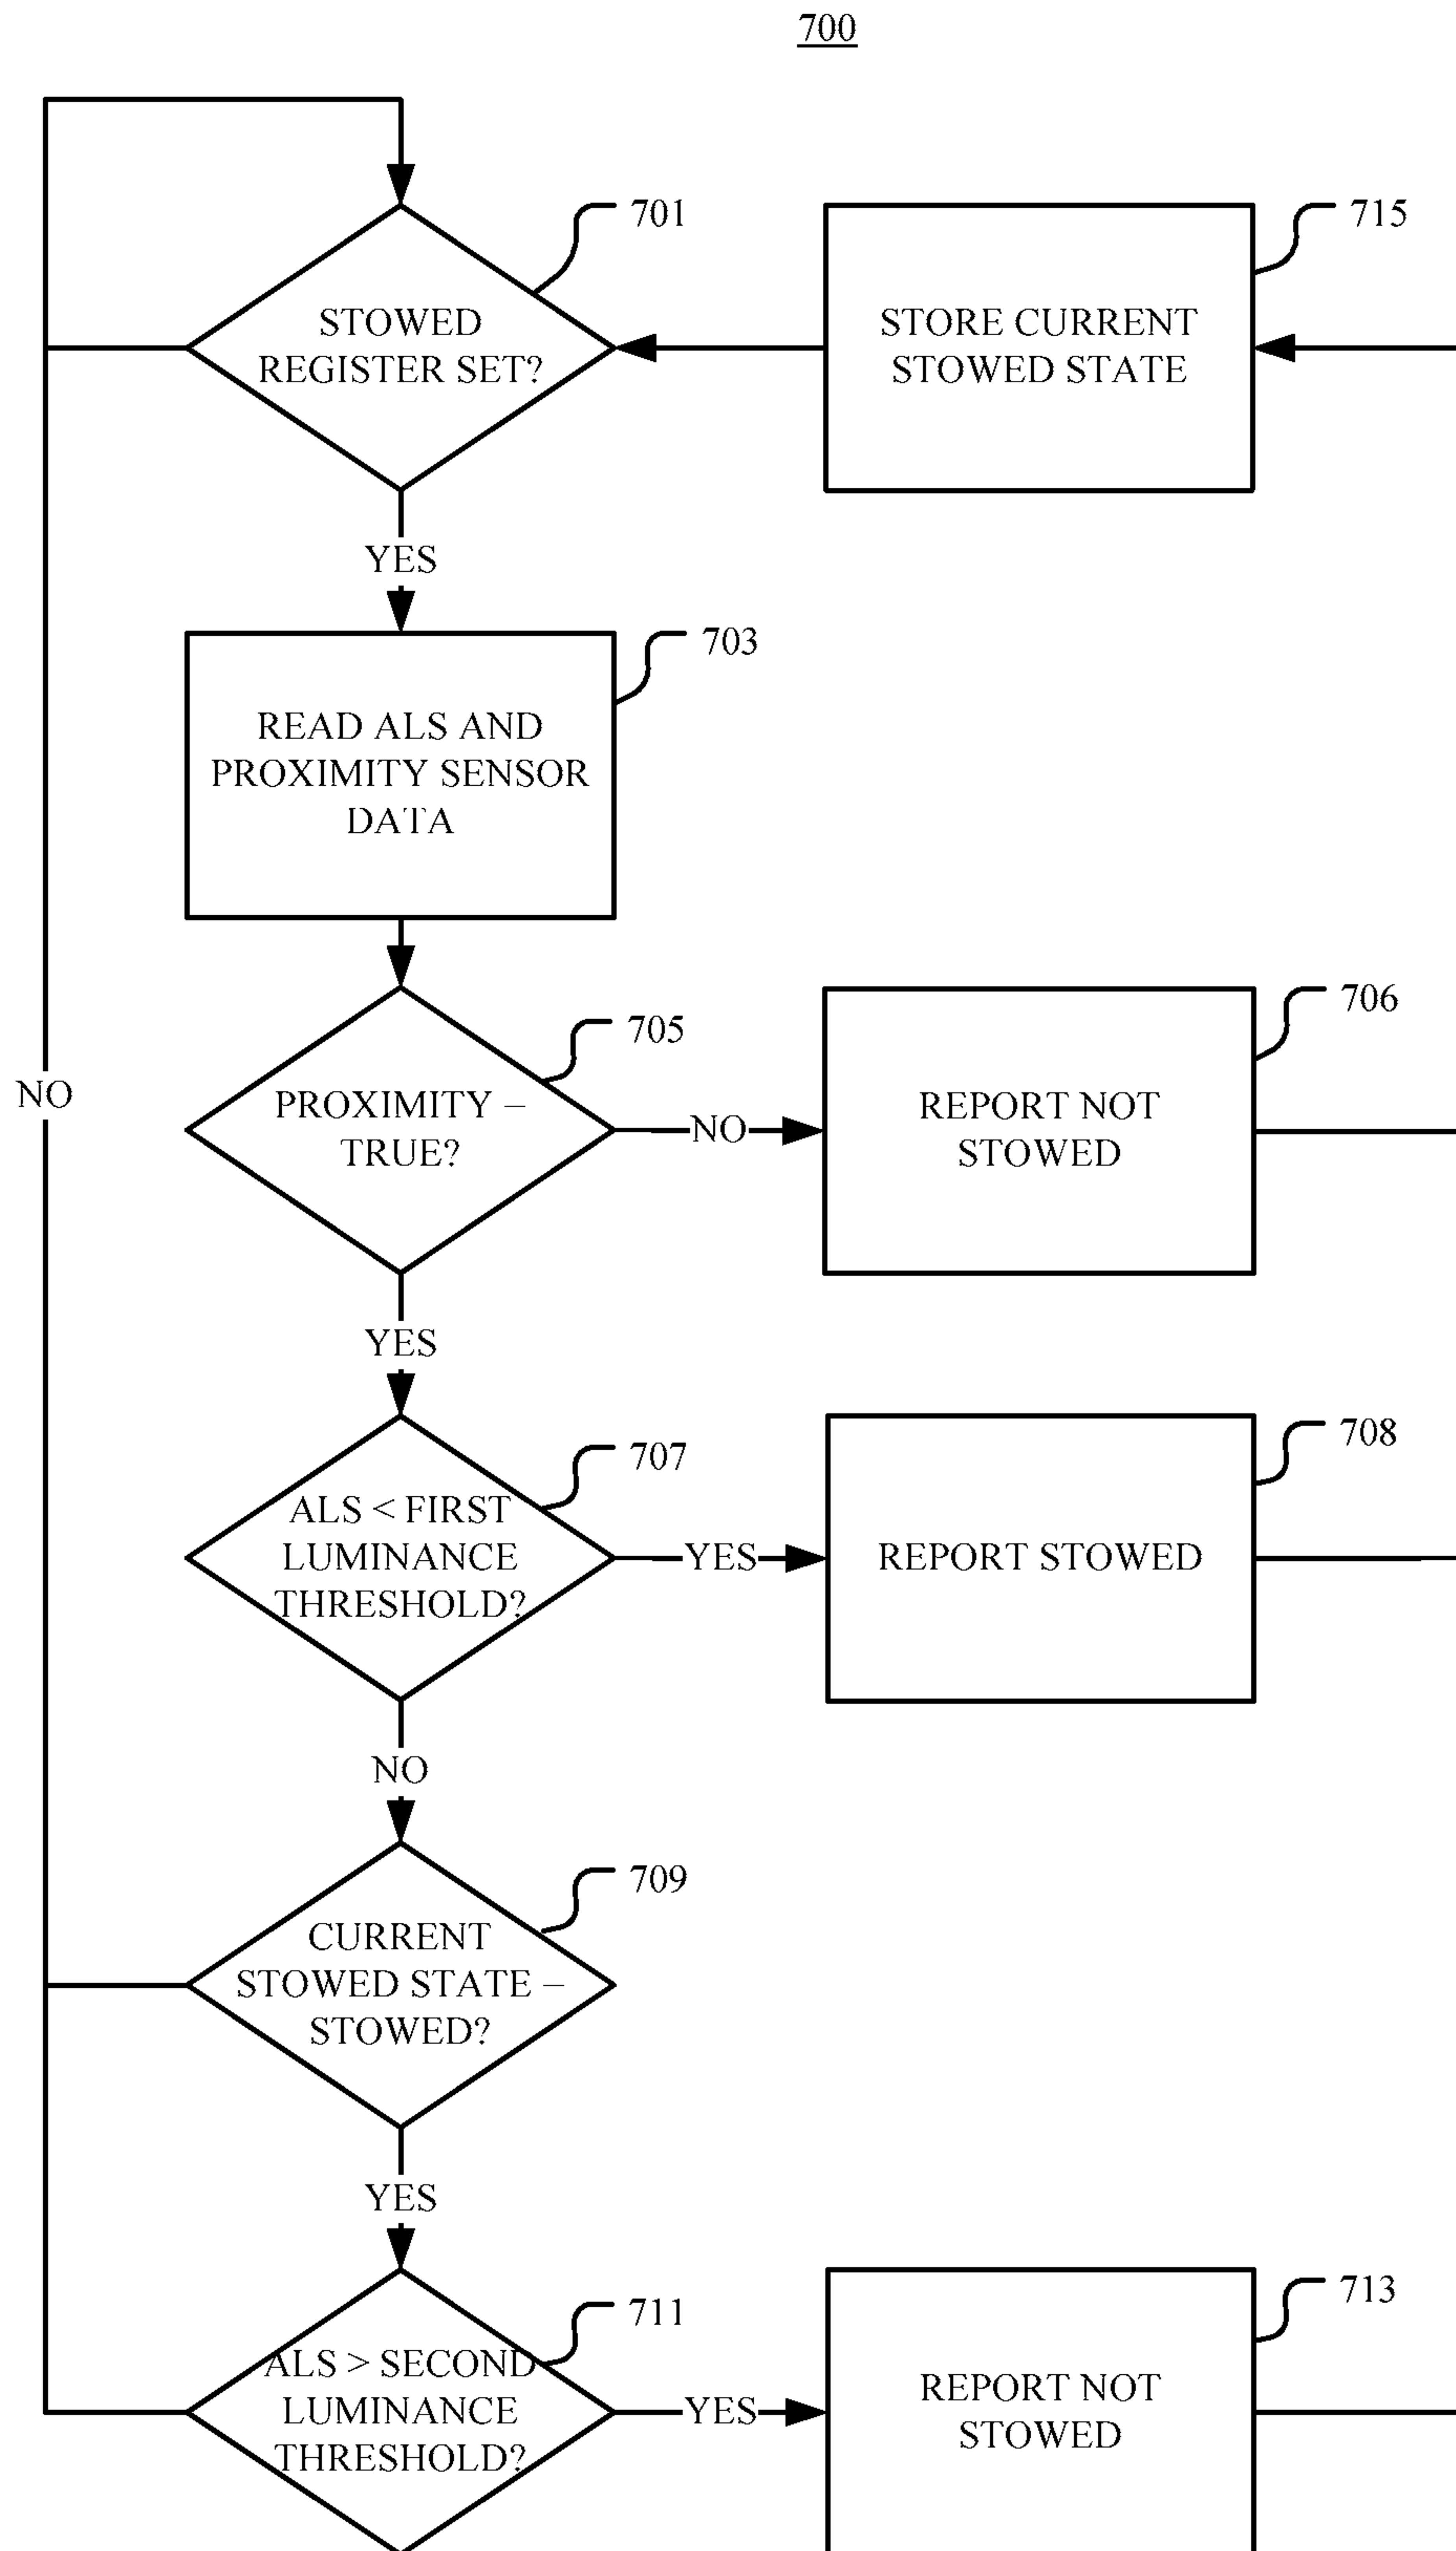 700
701
STOWED
REGISTER SET?
715
STORE CURRENT
STOWED STATE
YES
703
READ ALS AND
PROXIMITY SENSOR
DATA
NO
705
PROXIMITY –
TRUE?
NO
706
REPORT NOT
STOWED
YES
707
ALS < FIRST
LUMINANCE
THRESHOLD?
YES
708
REPORT STOWED
NO
709
CURRENT
STOWED STATE –
STOWED?
YES
711
ALS > SECOND
LUMINANCE
THRESHOLD?
YES
713
REPORT NOT
STOWED